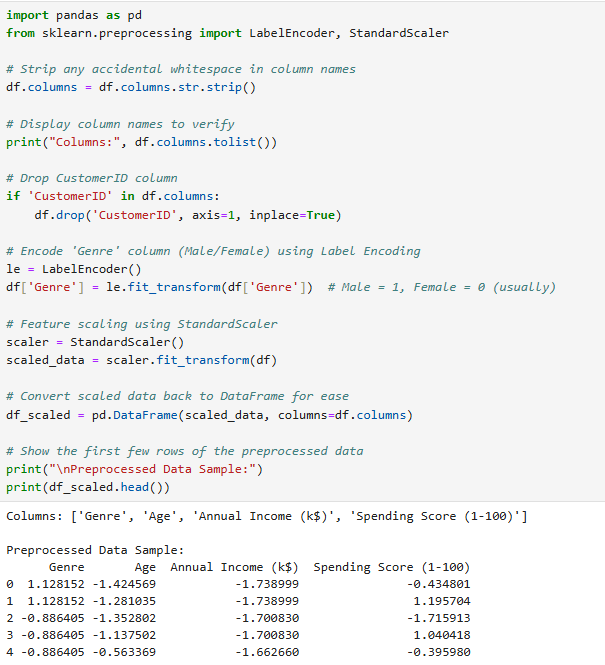 import pandas as pd
from sklearn.preprocessing import LabelEncoder, StandardScaler

# Strip any accidental whitespace in column names
df.columns = df.columns.str.strip()

# Display column names to verify
print("Columns:", df.columns.tolist())

# Drop CustomerID column
if 'CustomerID' in df.columns:
    df.drop('CustomerID', axis=1, inplace=True)

# Encode 'Genre' column (Male/Female) using Label Encoding
le = LabelEncoder()
df['Genre'] = le.fit_transform(df['Genre'])  # Male = 1, Female = 0 (usually)

# Feature scaling using StandardScaler
scaler = StandardScaler()
scaled_data = scaler.fit_transform(df)

# Convert scaled data back to DataFrame for ease
df_scaled = pd.DataFrame(scaled_data, columns=df.columns)

# Show the first few rows of the preprocessed data
print("\nPreprocessed Data Sample:")
print(df_scaled.head())

Columns: ['Genre', 'Age', 'Annual Income (k$)', 'Spending Score (1-100)']

Preprocessed Data Sample:
      Genre       Age  Annual Income (k$)  Spending Score (1-100)
0  1.128152 -1.424569           -1.738999               -0.434801
1  1.128152 -1.281035           -1.738999                1.195704
2 -0.886405 -1.352802           -1.700830               -1.715913
3 -0.886405 -1.137502           -1.700830                1.040418
4 -0.886405 -0.563369           -1.662660               -0.395980